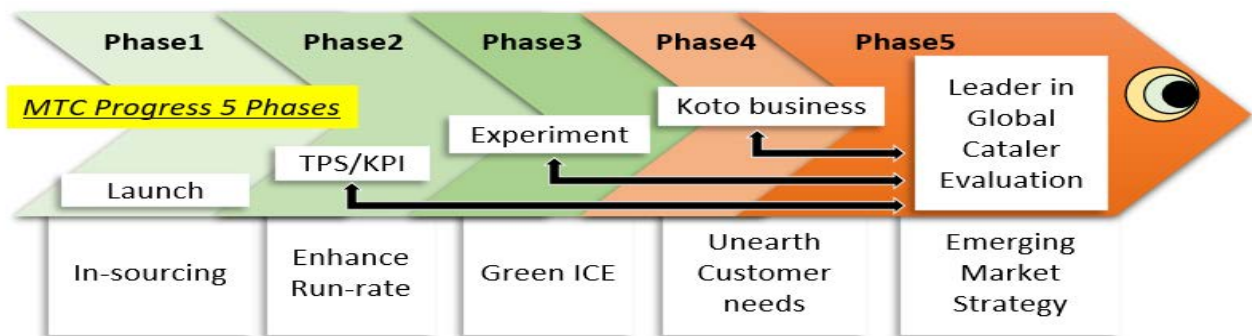 Phase1
Phase2
Phase3
Phase4
Phase5
MTC Progress 5 Phases
Launch
TPS/KPI
Experiment
Koto business
Leader in
Global
Cataler
Evaluation
In-sourcing
Enhance
Run-rate
Green ICE
Unearth
Customer
needs
Emerging
Market
Strategy